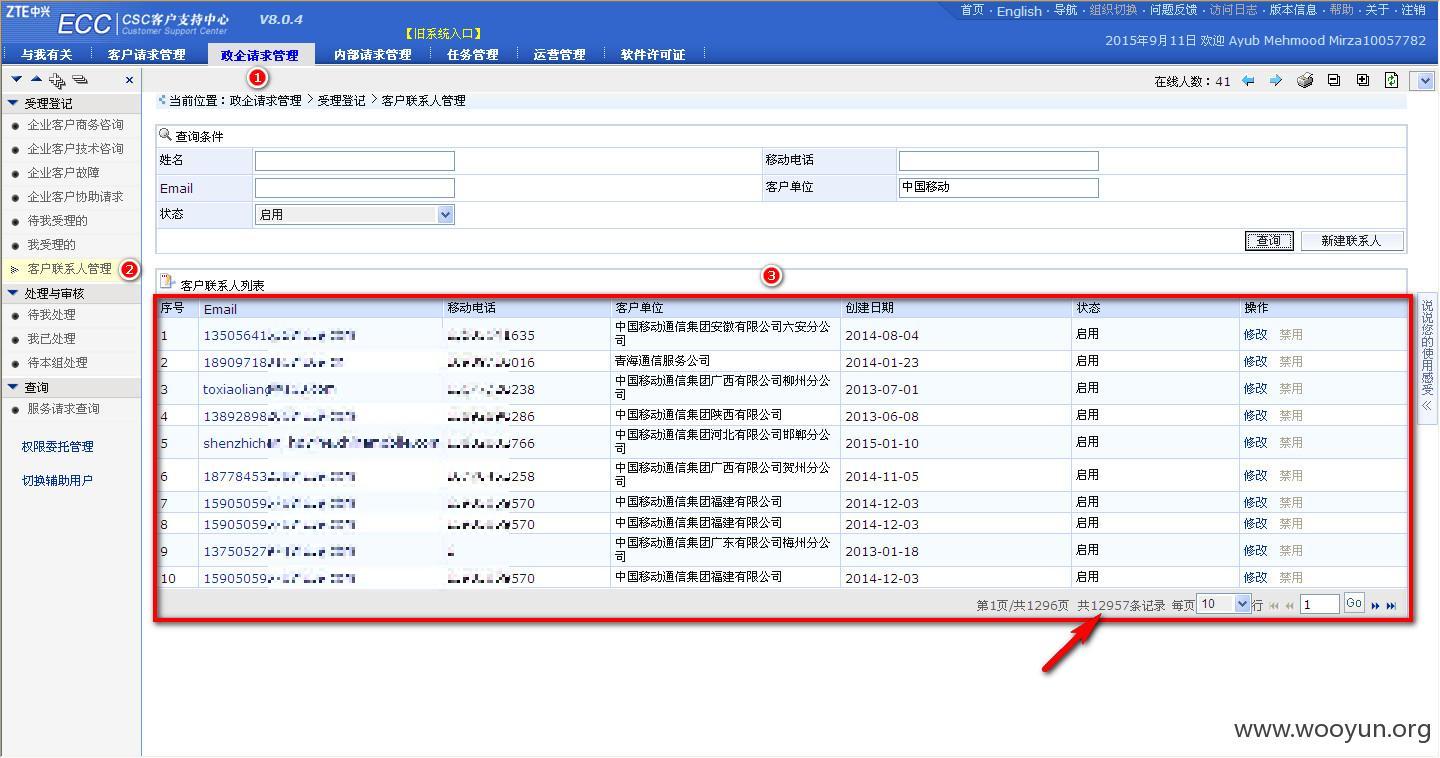 ZTE中兴 ECC CSC客户支持中心 Customer Support Center V8.0.4
【旧系统入口】
首页 · English · 导航 · 组织切换 · 问题反馈 · 访问日志 · 版本信息 · 帮助 · 关于 · 注销
2015年9月11日 欢迎 Ayub Mehmood Mirza10057782
与我有关 客户请求管理 政企请求管理 内部请求管理 任务管理 运营管理 软件许可证
1
在线人数：41
受理登记
企业客户商务咨询
企业客户技术咨询
企业客户故障
企业客户协助请求
待我受理的
我受理的
客户联系人管理 2
处理与审核
待我处理
我已处理
待本组处理
查询
服务请求查询
权限委托管理
切换辅助用户
当前位置：政企请求管理 > 受理登记 > 客户联系人管理
查询条件
姓名 移动电话
Email 客户单位 中国移动
状态 启用
查询 新建联系人
3
客户联系人列表
序号 Email 移动电话 客户单位 创建日期 状态 操作
1 13505641 635 中国移动通信集团安徽有限公司六安分公司 2014-08-04 启用 修改 禁用
2 18909718 016 青海通信服务公司 2014-01-23 启用 修改 禁用
3 toxiaoliang 238 中国移动通信集团广西有限公司柳州分公司 2013-07-01 启用 修改 禁用
4 13892898 286 中国移动通信集团陕西有限公司 2013-06-08 启用 修改 禁用
5 shenzhiche 766 中国移动通信集团河北有限公司邯郸分公司 2015-01-10 启用 修改 禁用
6 18778453 258 中国移动通信集团广西有限公司贺州分公司 2014-11-05 启用 修改 禁用
7 15905059 570 中国移动通信集团福建有限公司 2014-12-03 启用 修改 禁用
8 15905059 570 中国移动通信集团福建有限公司 2014-12-03 启用 修改 禁用
9 13750527 中国移动通信集团广东有限公司梅州分公司 2013-01-18 启用 修改 禁用
10 15905059 570 中国移动通信集团福建有限公司 2014-12-03 启用 修改 禁用
第1页/共1296页 共12957条记录 每页 10 行 1 Go
说说您的使用感受
www.wooyun.org